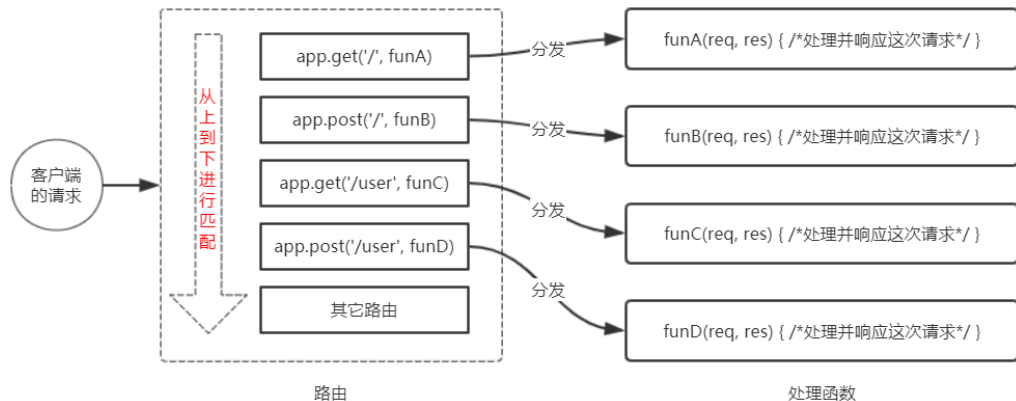 客户端
的请求
从上到下进行匹配
app.get('/', funA)
app.post('/', funB)
app.get('/user', funC)
app.post('/user', funD)
其它路由
路由
分发
分发
分发
分发
funA(req, res) { /*处理并响应这次请求*/ }
funB(req, res) { /*处理并响应这次请求*/ }
funC(req, res) { /*处理并响应这次请求*/ }
funD(req, res) { /*处理并响应这次请求*/ }
处理函数